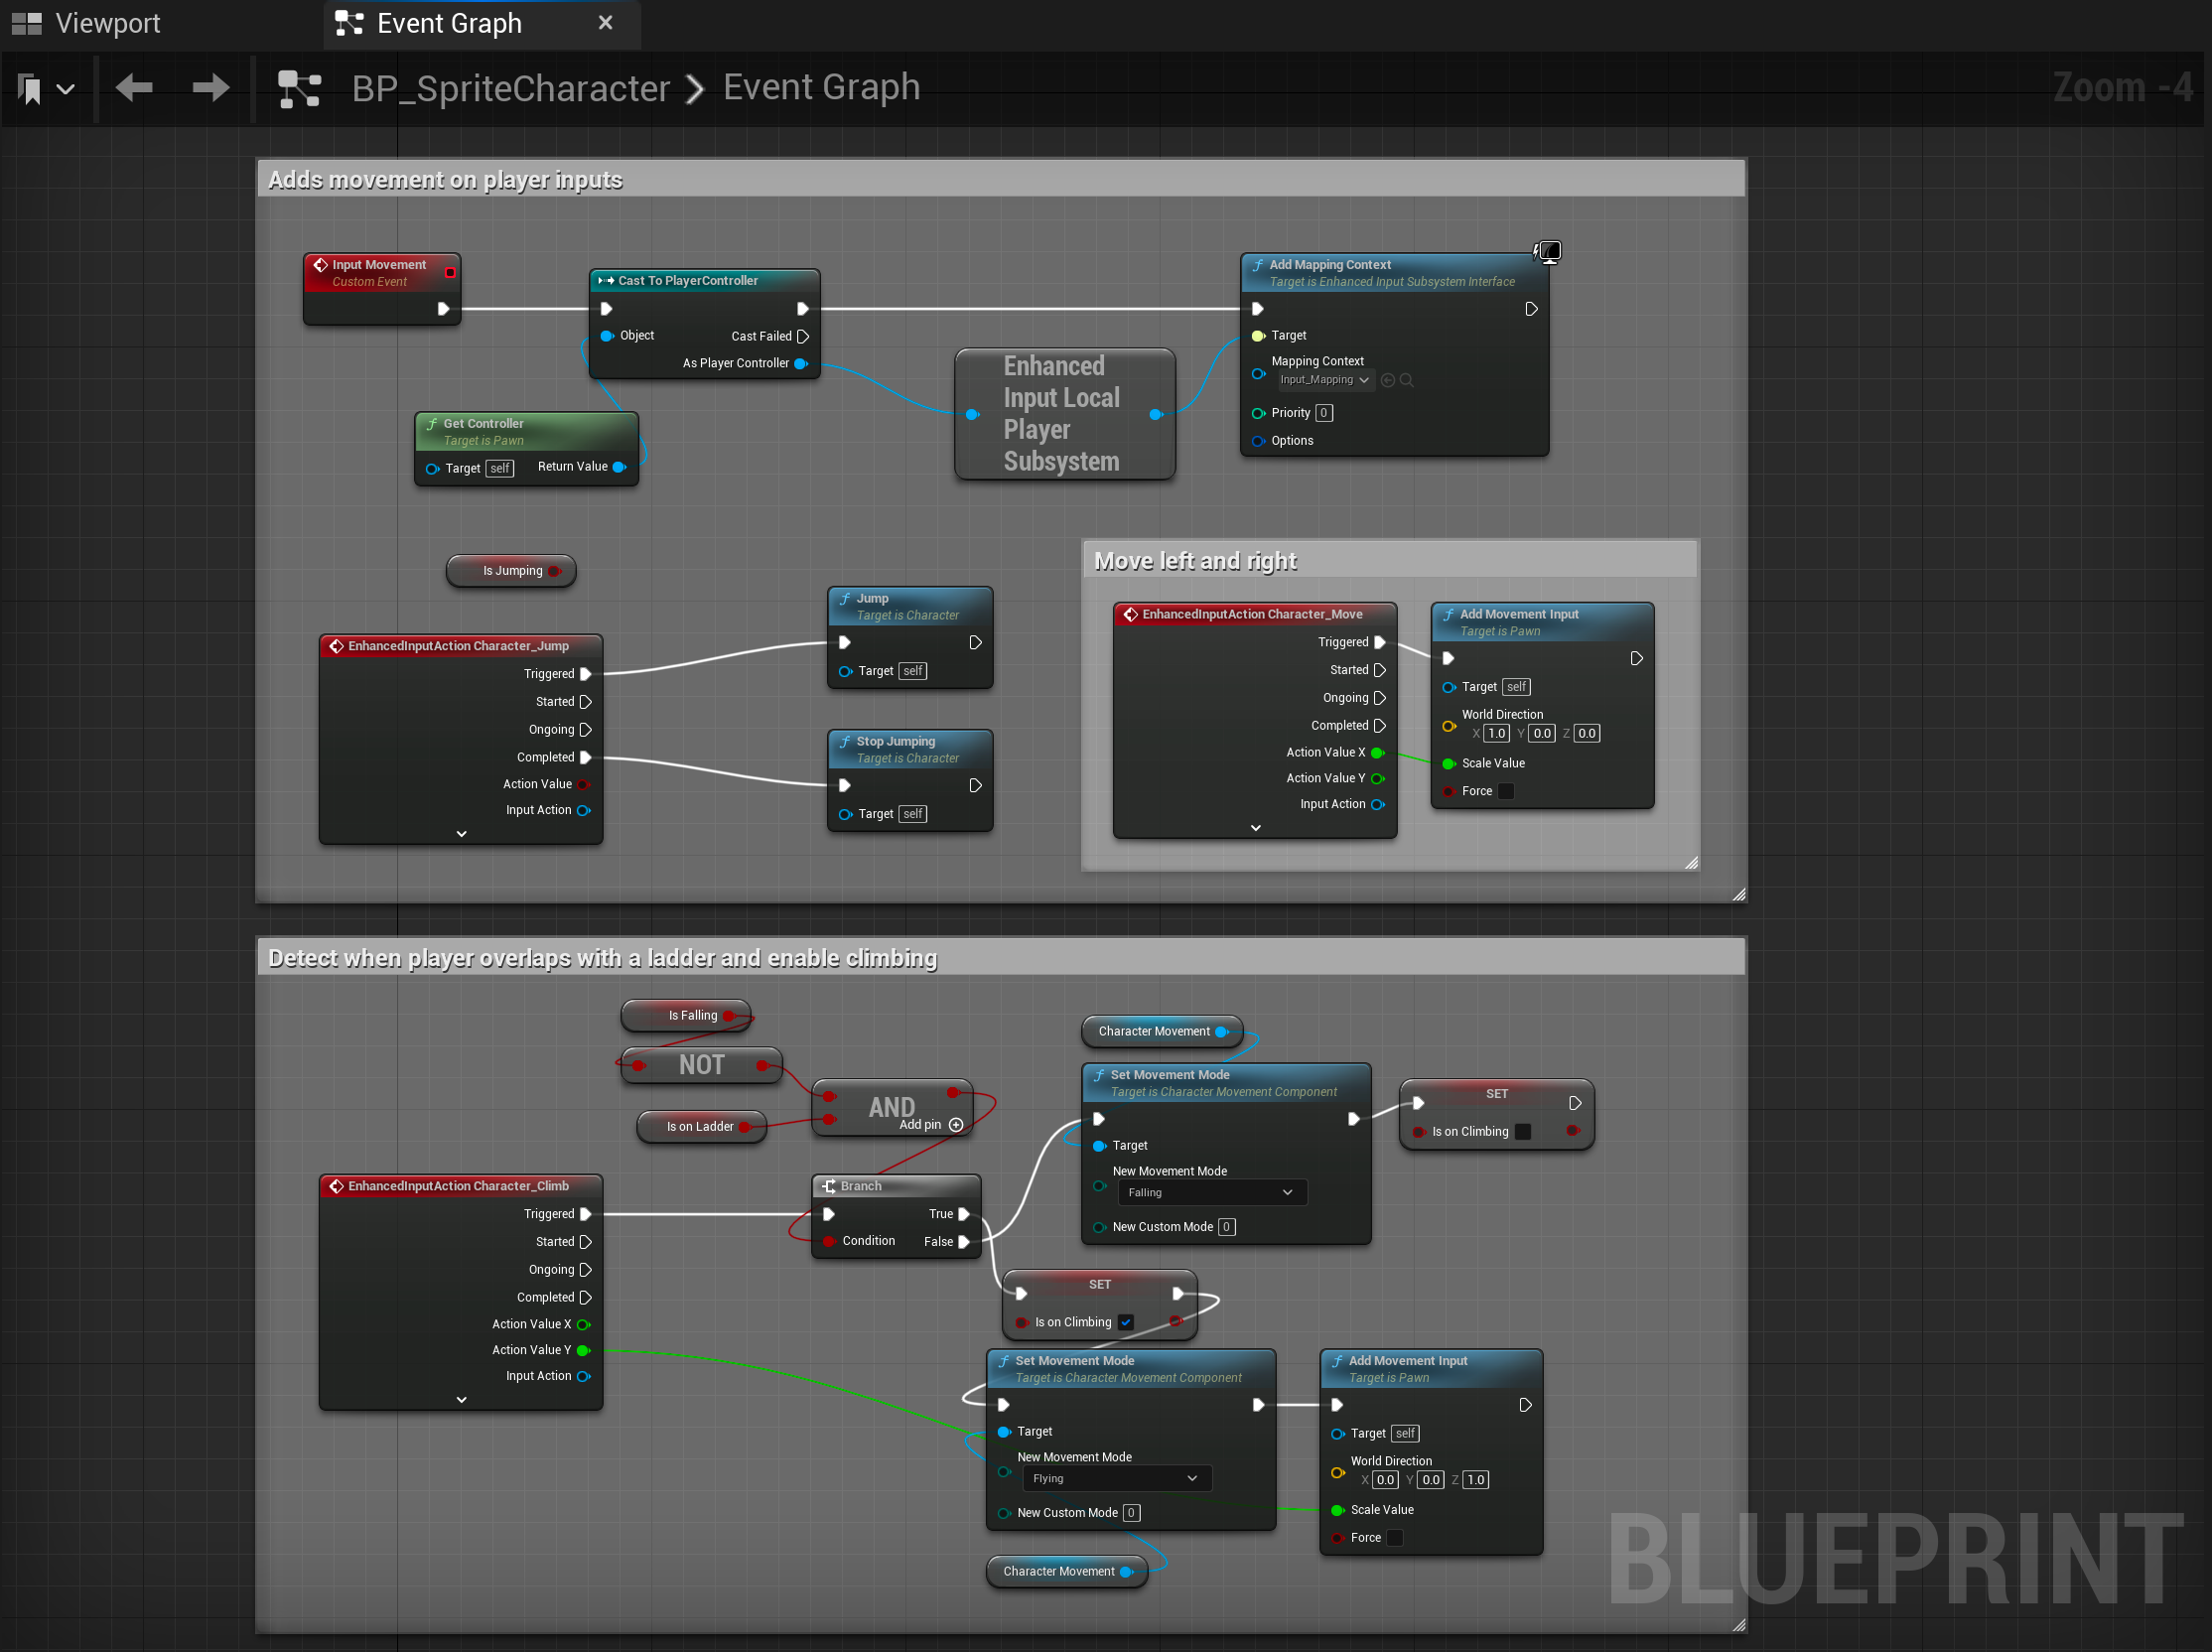 Viewport
Event Graph
BP_SpriteCharacter
Event Graph
Zoom -4
Adds movement on player inputs
Input Movement
Custom Event
Cast To PlayerController
Object
Cast Failed
As Player Controller
Get Controller
Target is Pawn
Target self
Return Value
Enhanced
Input Local
Player
Subsystem
Add Mapping Context
Target is Enhanced Input Subsystem Interface
Target
Mapping Context
Input_Mapping
Priority 0
Options
Is Jumping
EnhancedInputAction Character_Jump
Triggered
Started
Ongoing
Completed
Action Value
Input Action
Jump
Target is Character
Target self
Stop Jumping
Target is Character
Target self
Move left and right
EnhancedInputAction Character_Move
Triggered
Started
Ongoing
Completed
Action Value X
Action Value Y
Input Action
Add Movement Input
Target is Pawn
Target self
World Direction
X 1.0 Y 0.0 Z 0.0
Scale Value
Force
Detect when player overlaps with a ladder and enable climbing
Is Falling
NOT
Is on Ladder
AND
Add pin
EnhancedInputAction Character_Climb
Triggered
Started
Ongoing
Completed
Action Value X
Action Value Y
Input Action
Branch
True
Condition
False
Character Movement
Set Movement Mode
Target is Character Movement Component
Target
New Movement Mode
Falling
New Custom Mode 0
SET
Is on Climbing
SET
Is on Climbing
Set Movement Mode
Target is Character Movement Component
Target
New Movement Mode
Flying
New Custom Mode 0
Character Movement
Add Movement Input
Target is Pawn
Target self
World Direction
X 0.0 Y 0.0 Z 1.0
Scale Value
Force
BLUEPRINT